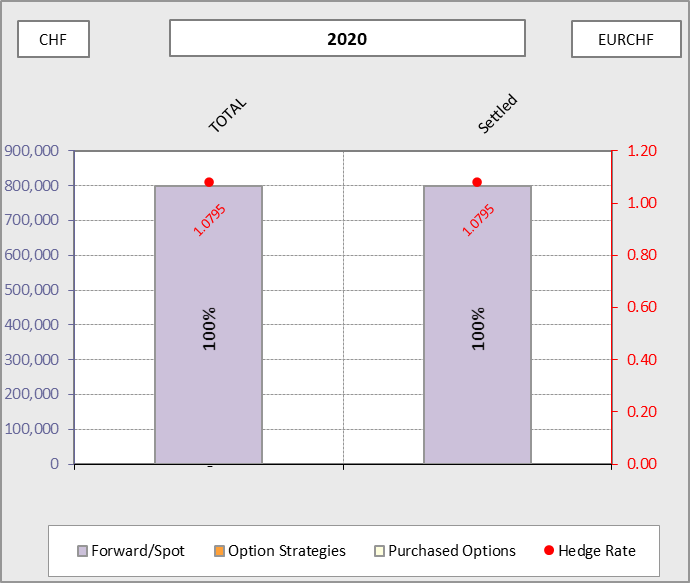 CHF 2020 EURCHF
TOTAL Settled
900,000 1.20
800,000
1.0795 1.0795
700,000 1.00
600,000 0.80
500,000
400,000 0.60
100% 100%
300,000 0.40
200,000 0.20
100,000
0 - 0.00
Forward/Spot Option Strategies Purchased Options Hedge Rate